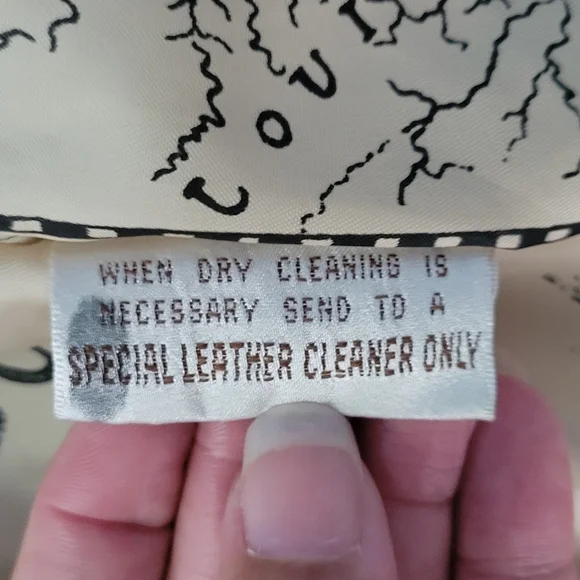 WHEN DRY CLEANING IS
NECESSARY SEND TO A
SPECIAL LEATHER CLEANER ONLY